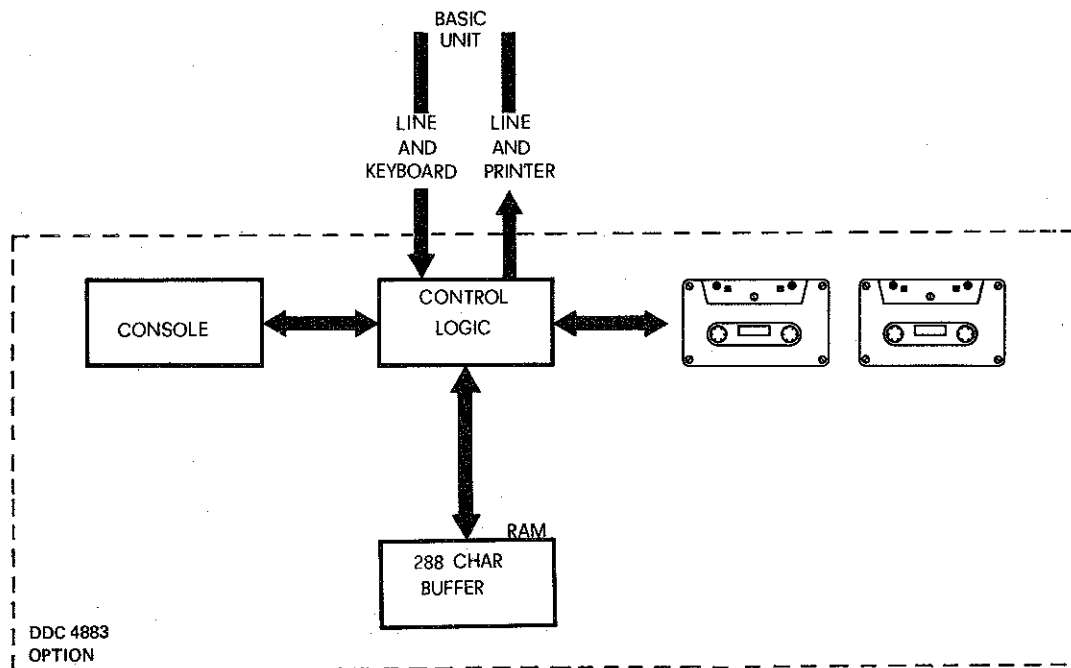 BASIC
UNIT
LINE
AND
KEYBOARD
LINE
AND
PRINTER
CONSOLE
CONTROL
LOGIC
RAM
288 CHAR
BUFFER
DDC 4883
OPTION